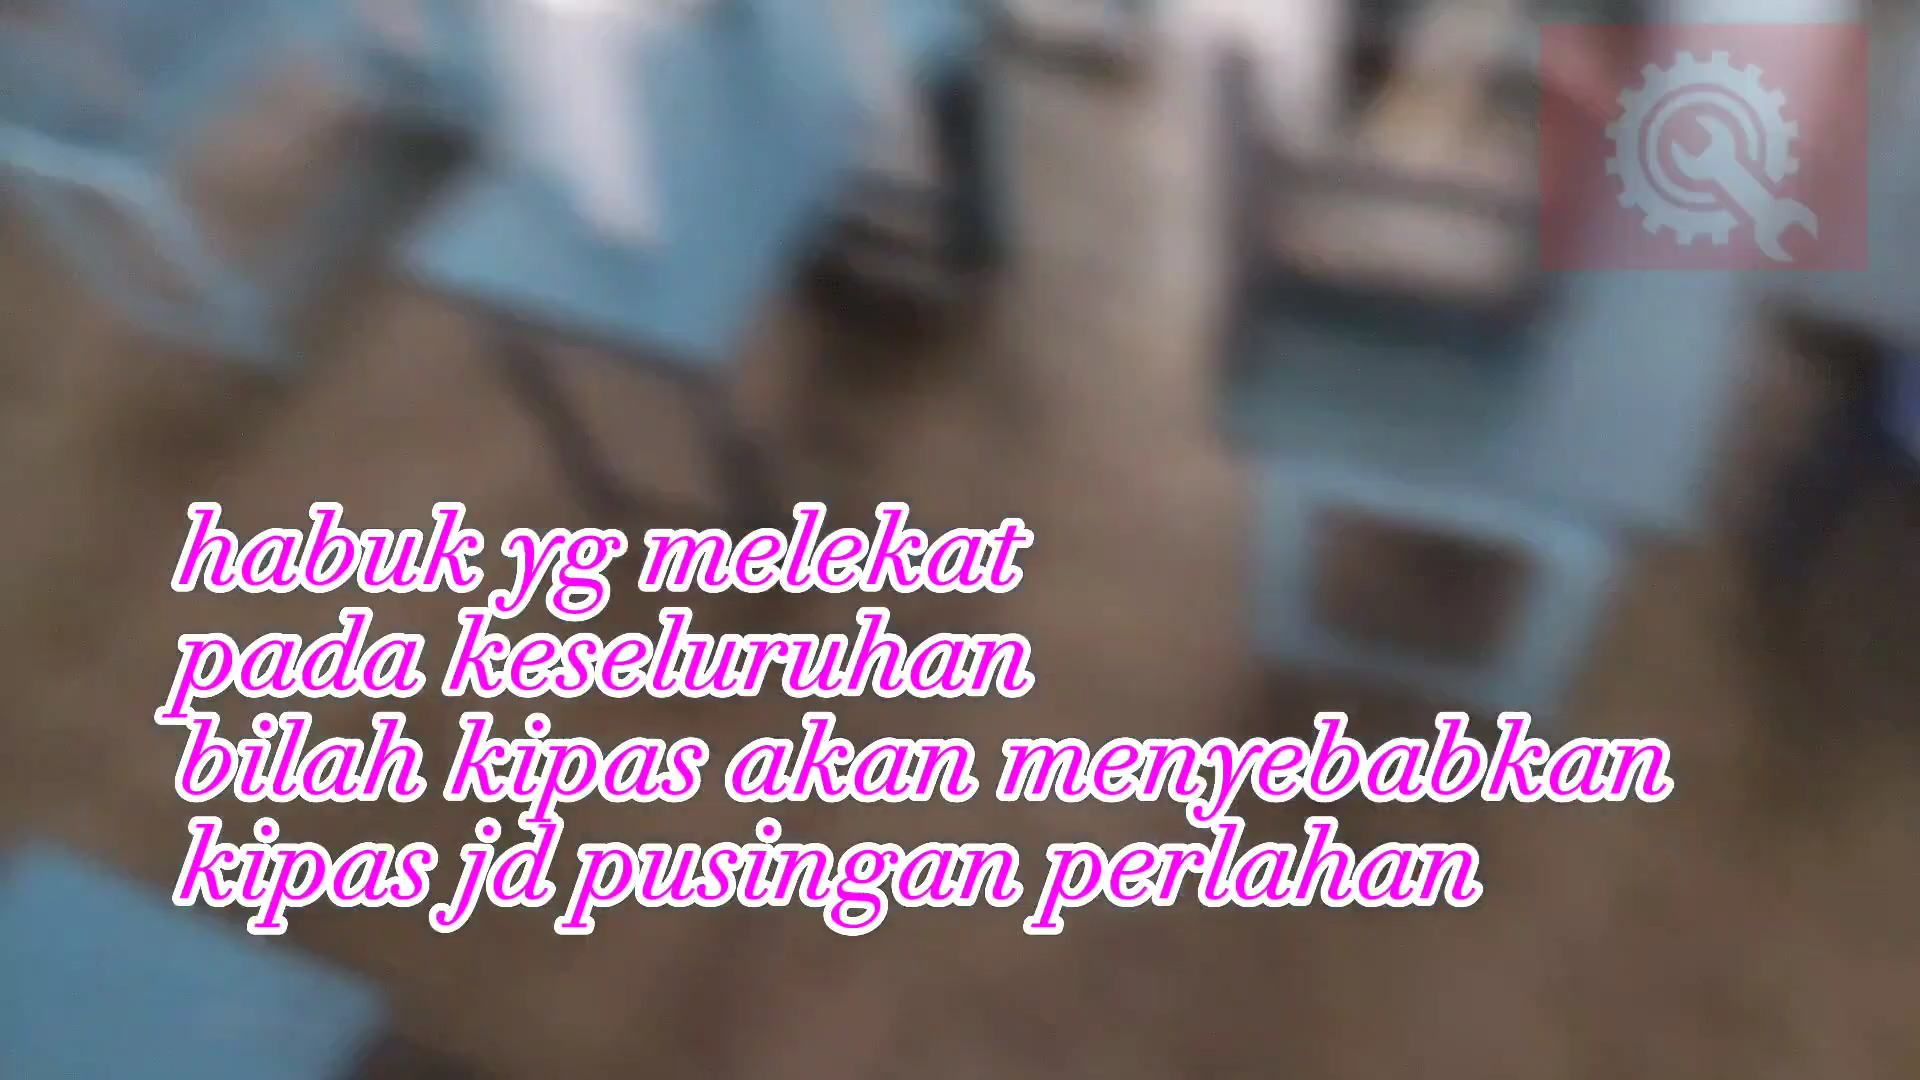 habuk yg melekat
pada keseluruhan
bilah kipas akan menyebabkan
kipas jd pusingan perlahan